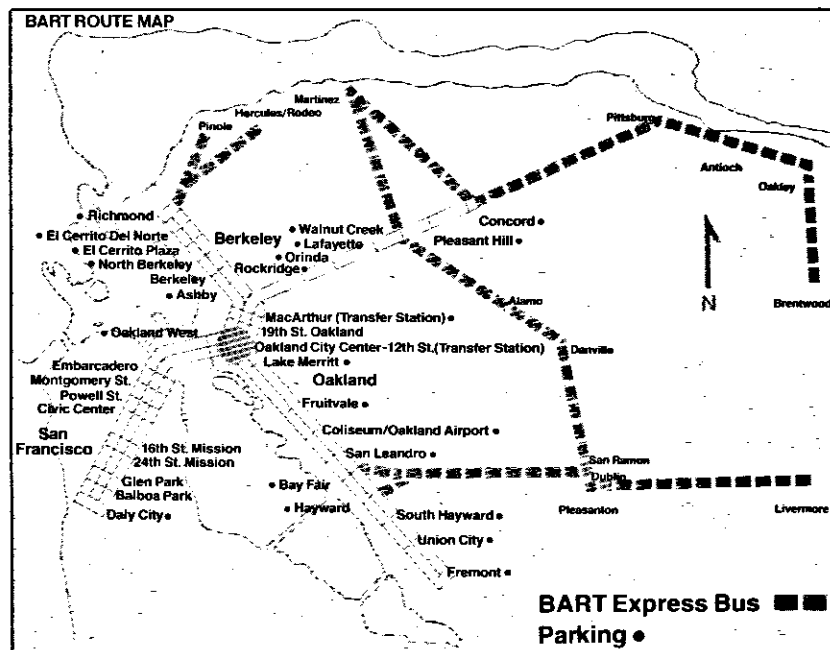 BART ROUTE MAP
Martinez
Hercules/Rodeo
Pinole
Pittsburg
Antioch
Oakley
Brentwood
Richmond
El Cerrito Del Norte
El Cerrito Plaza
North Berkeley
Berkeley
Ashby
Berkeley
Walnut Creek
Lafayette
Orinda
Rockridge
Concord
Pleasant Hill
N
Alamo
Danville
Oakland West
MacArthur (Transfer Station)
19th St. Oakland
Oakland City Center-12th St.(Transfer Station)
Lake Merritt
Oakland
Fruitvale
Coliseum/Oakland Airport
San Leandro
Embarcadero
Montgomery St.
Powell St.
Civic Center
San
Francisco
16th St. Mission
24th St. Mission
Glen Park
Balboa Park
Daly City
Bay Fair
Hayward
South Hayward
Union City
Fremont
San Ramon
Dublin
Pleasanton
Livermore
BART Express Bus
Parking